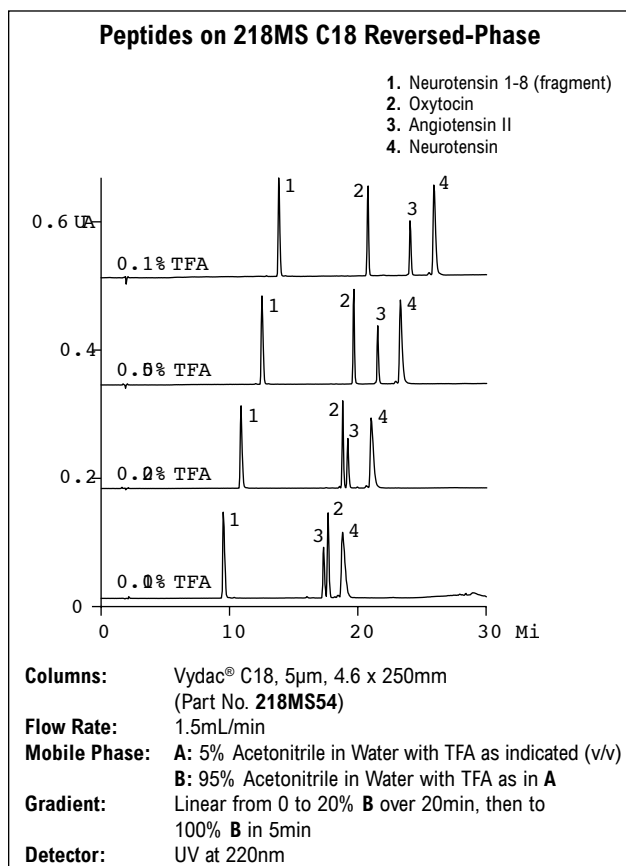 Peptides on 218MS C18 Reversed-Phase
1. Neurotensin 1-8 (fragment)
2. Oxytocin
3. Angiotensin II
4. Neurotensin
1 2 3 4
0.6 UA
0.1% TFA
1 2 3 4
0.4
% TFA
1 2 3 4
0.2
% TFA
1 3 2 4
% TFA
0
0 10 20 30 Mi
Columns: Vydac® C18, 5µm, 4.6 x 250mm
(Part No. 218MS54)
Flow Rate: 1.5mL/min
Mobile Phase: A: 5% Acetonitrile in Water with TFA as indicated (v/v)
B: 95% Acetonitrile in Water with TFA as in A
Gradient: Linear from 0 to 20% B over 20min, then to
100% B in 5min
Detector: UV at 220nm